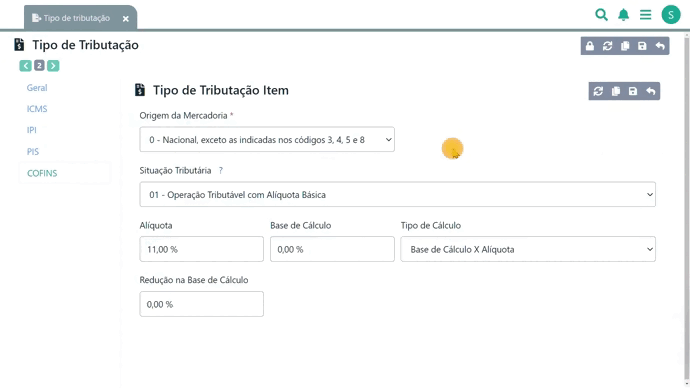 Tipo de tributação
S
Tipo de Tributação
2
Geral
ICMS
IPI
PIS
COFINS
Tipo de Tributação Item
Origem da Mercadoria *
0 - Nacional, exceto as indicadas nos códigos 3, 4, 5 e 8
Situação Tributária ?
01 - Operação Tributável com Alíquota Básica
Alíquota Base de Cálculo Tipo de Cálculo
11,00 % 0,00 % Base de Cálculo X Alíquota
Redução na Base de Cálculo
0,00 %